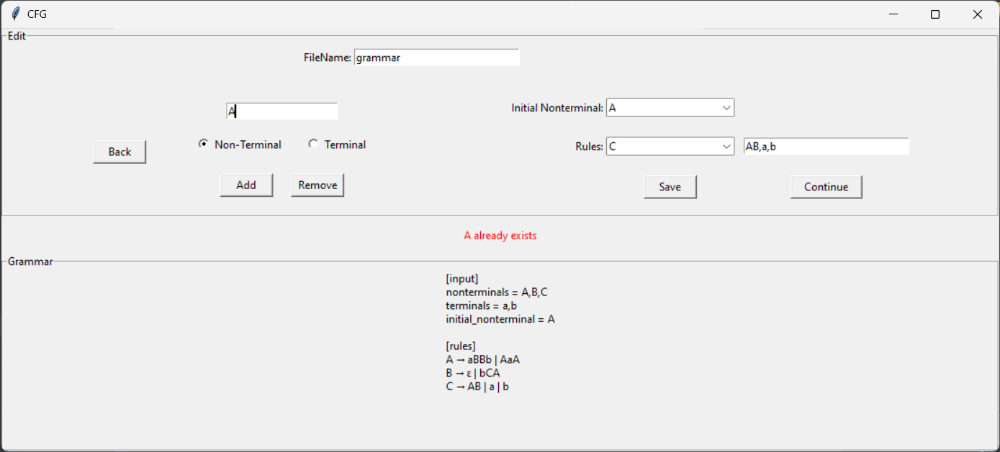 CFG
Edit
FileName: grammar
A
Initial Nonterminal: A
Back
Non-Terminal Terminal
Rules: C AB,a,b
Add Remove
Save Continue
A already exists
Grammar
[input]
nonterminals = A,B,C
terminals = a,b
initial_nonterminal = A
[rules]
A → aBBb | AaA
B → ε | bCA
C → AB | a | b